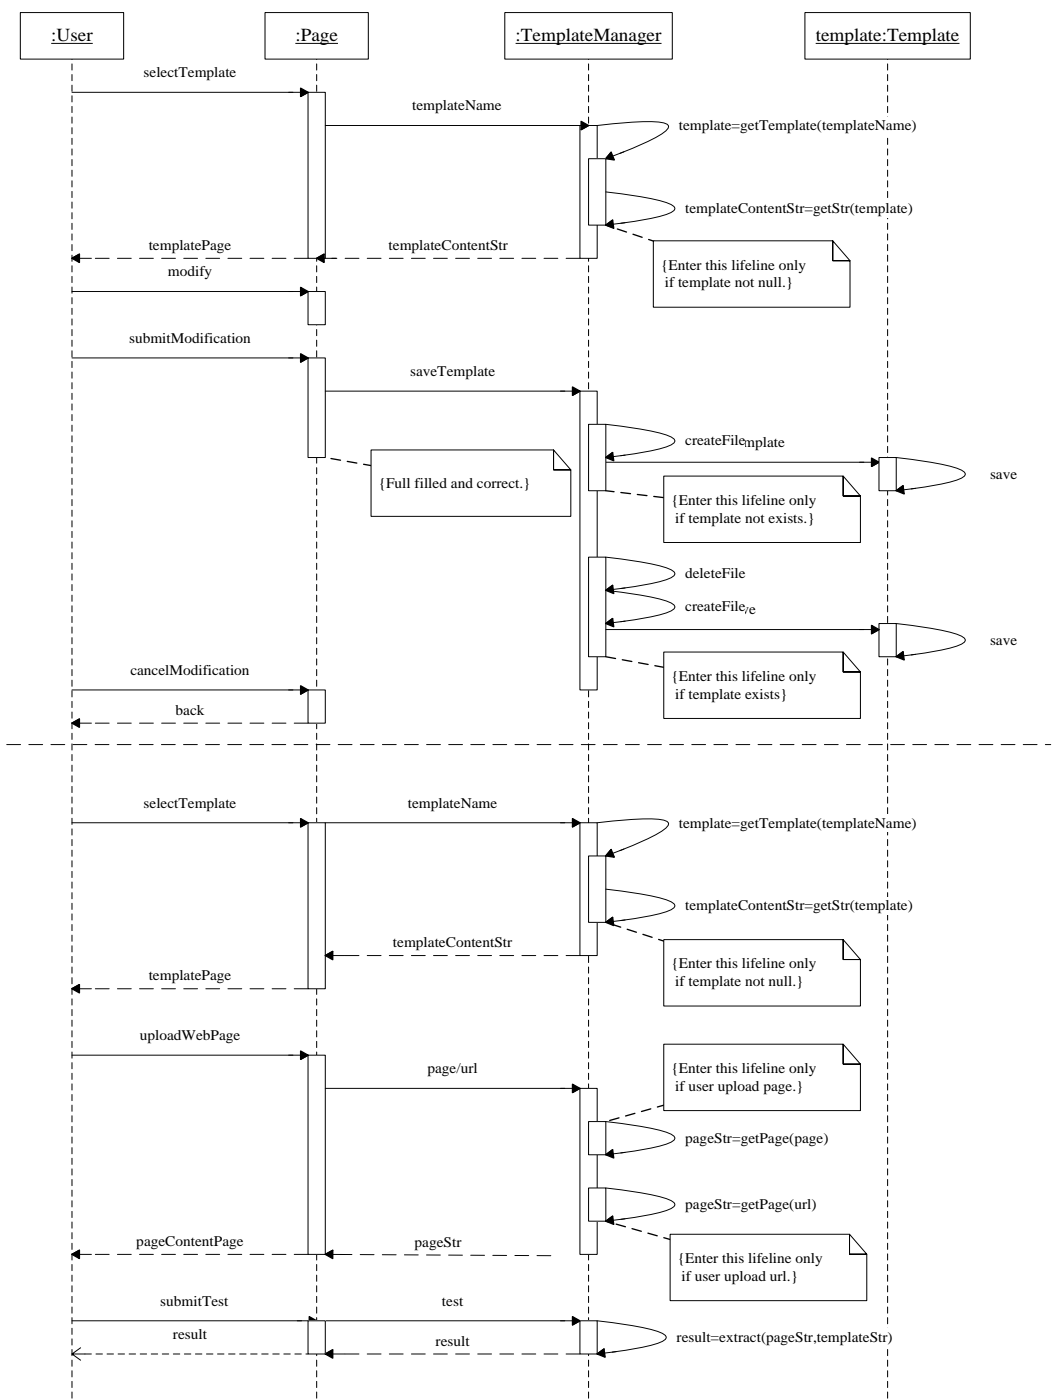 :User
:Page
:TemplateManager
template:Template
selectTemplate
templateName
template=getTemplate(templateName)
templateContentStr=getStr(template)
templatePage
templateContentStr
{Enter this lifeline only
if template not null.}
modify
submitModification
saveTemplate
createFile
mplate
{Full filled and correct.}
save
{Enter this lifeline only
if template not exists.}
deleteFile
createFile
save
{Enter this lifeline only
if template exists}
cancelModification
back
selectTemplate
templateName
template=getTemplate(templateName)
templateContentStr=getStr(template)
templateContentStr
{Enter this lifeline only
if template not null.}
templatePage
uploadWebPage
page/url
{Enter this lifeline only
if user upload page.}
pageStr=getPage(page)
pageStr=getPage(url)
pageContentPage
pageStr
{Enter this lifeline only
if user upload url.}
submitTest
test
result
result
result=extract(pageStr,templateStr)